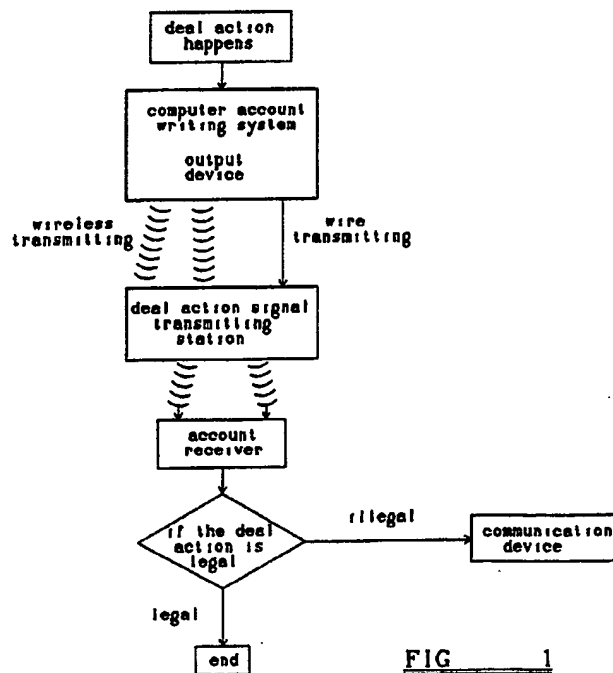 deal action
happens
computer account
writing system
output
device
wireless
transmitting
wire
transmitting
deal action signal
transmitting
station
account
receiver
if the deal
action is
legal
illegal
communication
device
legal
end
FIG 1